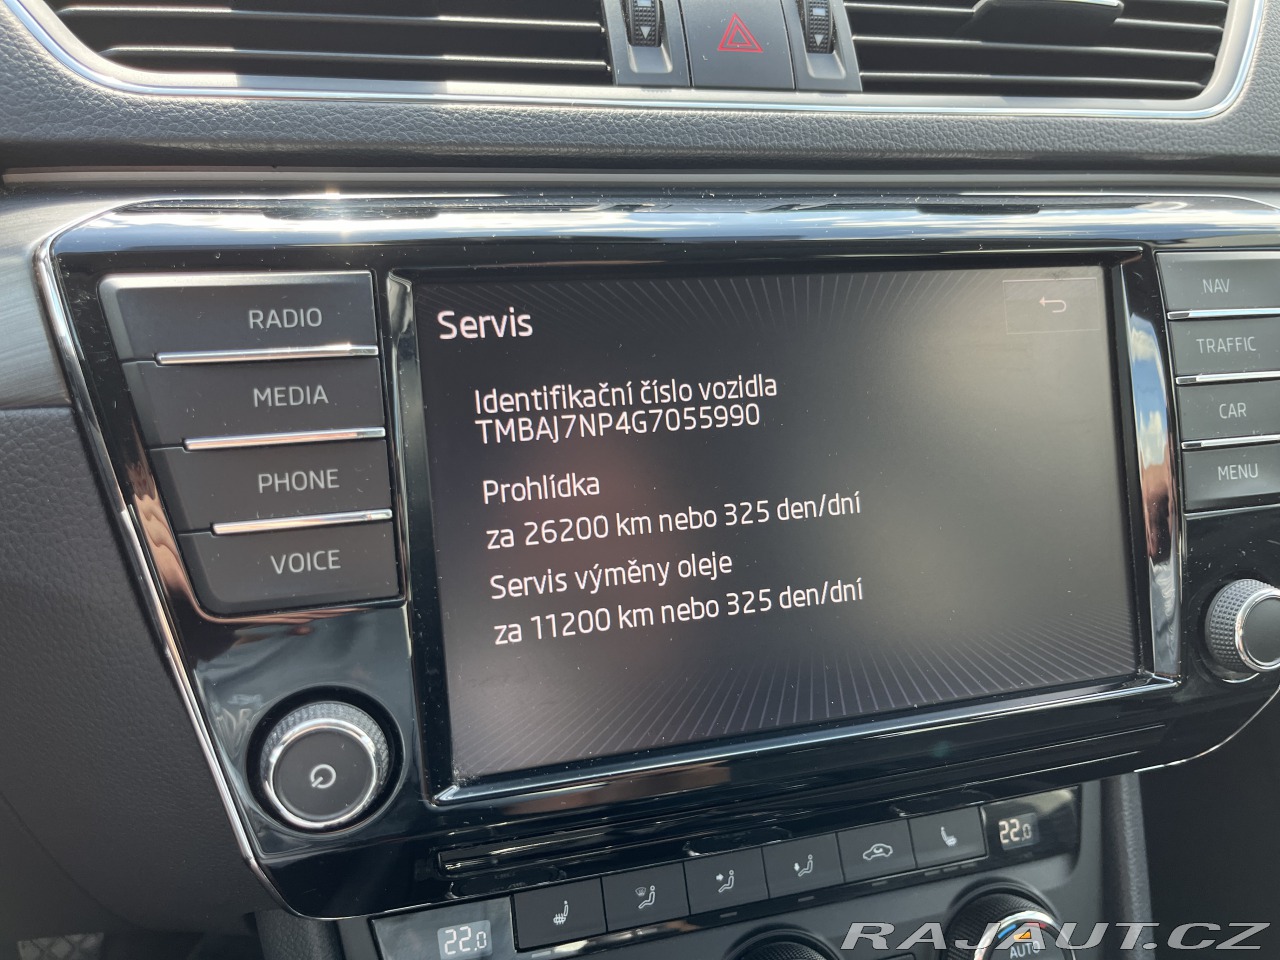 RADIO
MEDIA
PHONE
VOICE
Servis
Identifikační číslo vozidla
TMBAJ7NP4G7055990
Prohlídka
za 26200 km nebo 325 den/dní
Servis výměny oleje
za 11200 km nebo 325 den/dní
NAV
TRAFFIC
CAR
MENU
22.0
22.0
AUTO
RAJAUT.CZ